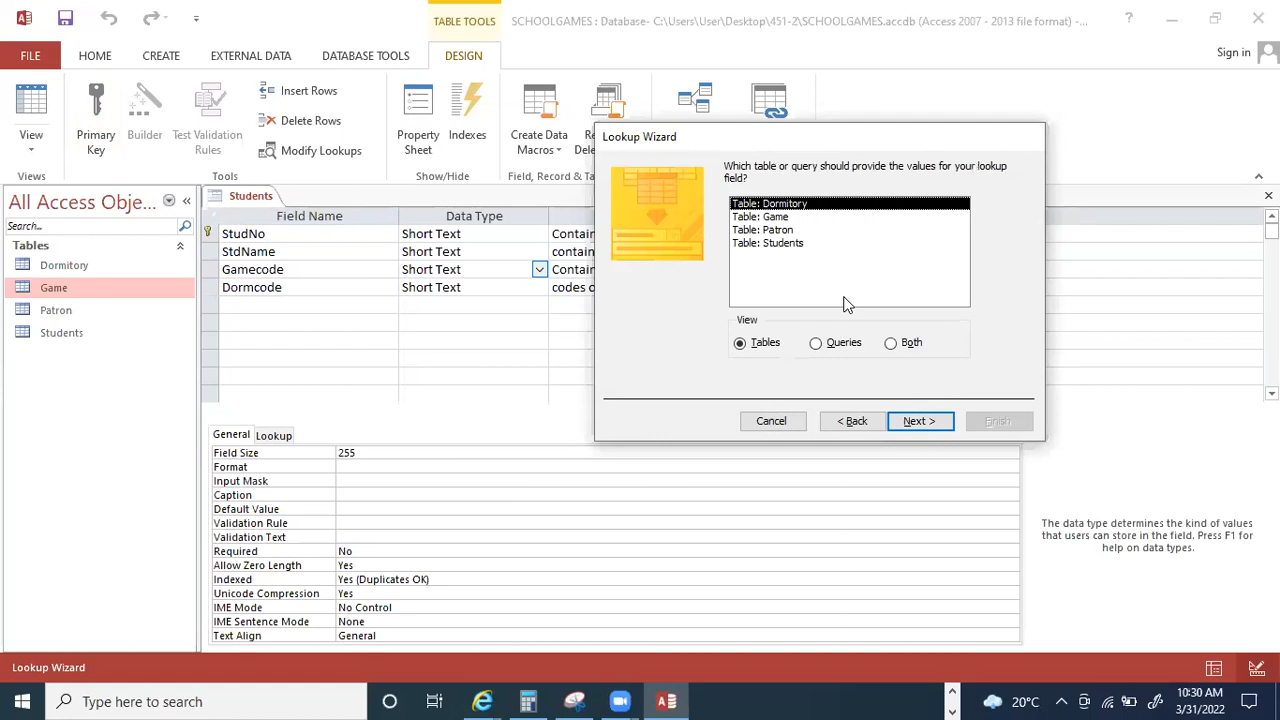 TABLE TOOLS
SCHOOLGAMES : Database- C:\Users\User\Desktop\451-2\SCHOOLGAMES.accdb (Access 2007 - 2013 file format) -...
FILE HOME CREATE EXTERNAL DATA DATABASE TOOLS DESIGN Sign in
View
Primary Key
Builder
Test Validation Rules
Insert Rows
Delete Rows
Modify Lookups
Property Sheet
Indexes
Create Data Macros
Views
Tools
Show/Hide
Field, Record & Ta
All Access Obje...
Search...
Tables
Dormitory
Game
Patron
Students
Students
Field Name Data Type
StudNo Short Text Contain
StdName Short Text contain
Gamecode Short Text Contain
Dormcode Short Text codes o
Lookup Wizard
Which table or query should provide the values for your lookup
field?
Table: Dormitory
Table: Game
Table: Patron
Table: Students
View
Tables Queries Both
Cancel < Back Next > Finish
General Lookup
Field Size 255
Format
Input Mask
Caption
Default Value
Validation Rule
Validation Text
Required No
Allow Zero Length Yes
Indexed Yes (Duplicates OK)
Unicode Compression Yes
IME Mode No Control
IME Sentence Mode None
Text Align General
The data type determines the kind of values
that users can store in the field. Press F1 for
help on data types.
Lookup Wizard
Type here to search
20°C
10:30 AM
3/31/2022